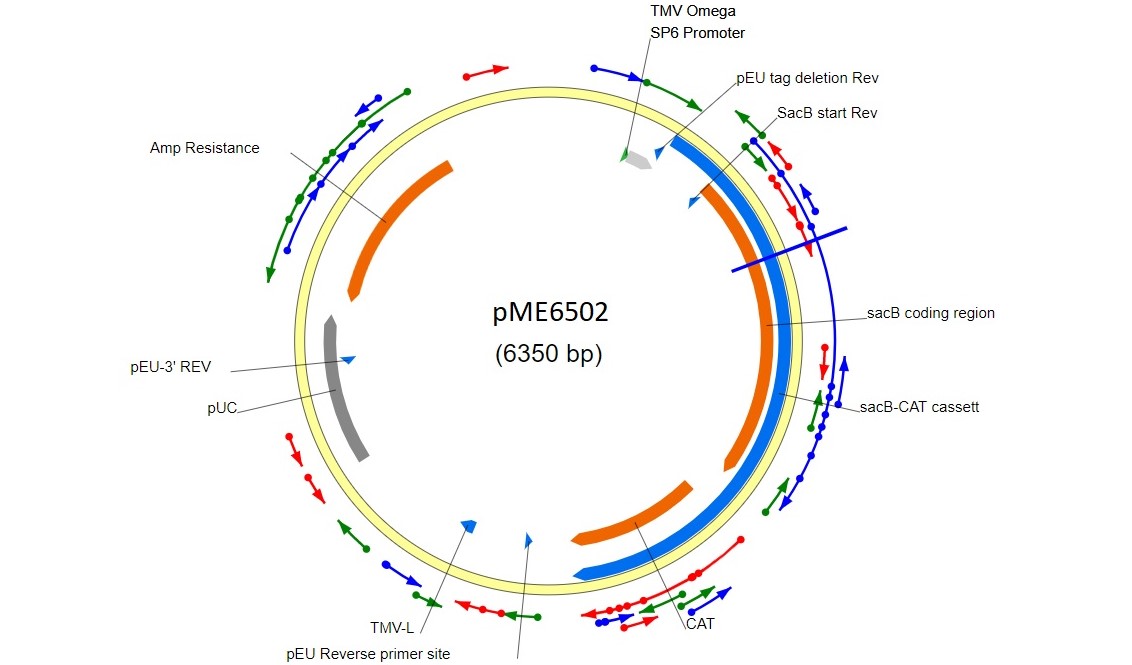 TMV Omega
SP6 Promoter
pEU tag deletion Rev
SacB start Rev
Amp Resistance
pME6502
(6350 bp)
sacB coding region
pEU-3' REV
pUC
sacB-CAT cassett
TMV-L
CAT
pEU Reverse primer site